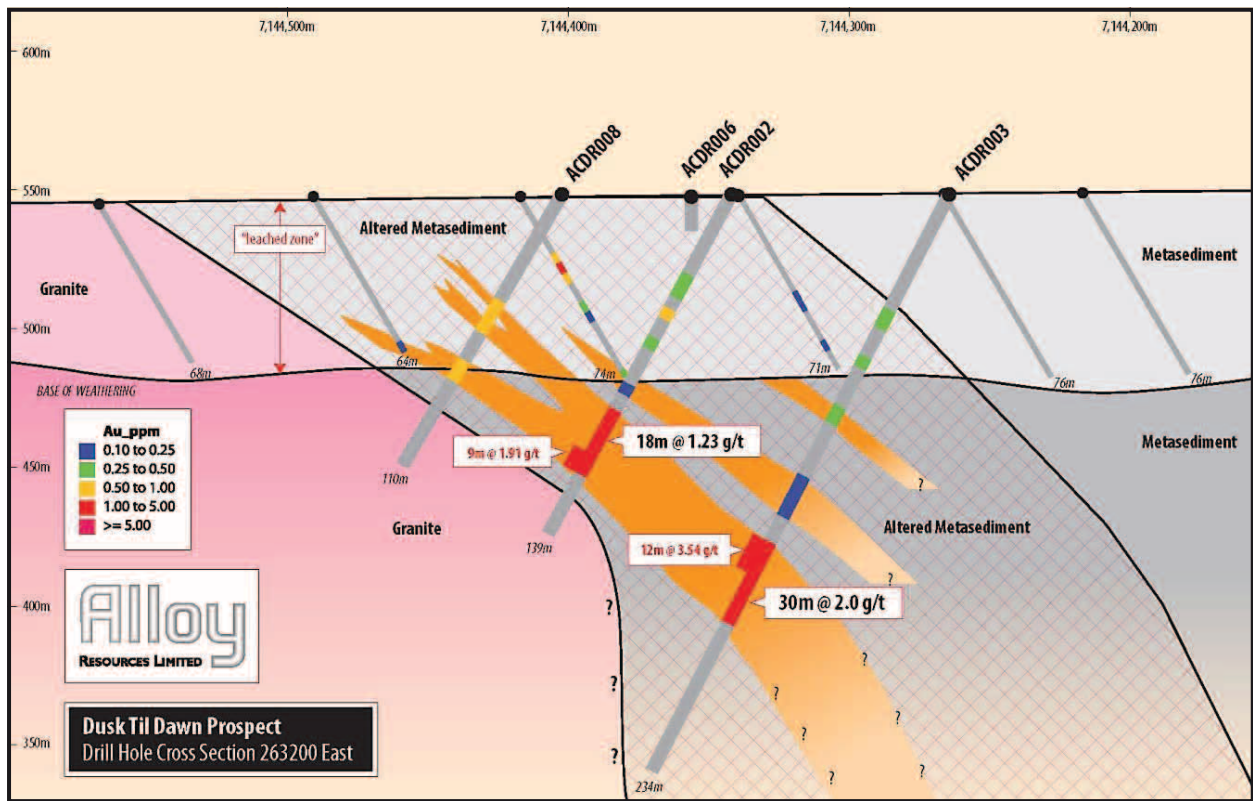 7,144,500m
7,144,400m
7,144,300m
7,144,200m
600m
ACDR008
ACDR006
ACDR002
ACDR003
550m
"leached zone"
Altered Metasediment
Metasediment
Granite
500m
68m
64m
74m
71m
76m
76m
BASE OF WEATHERING
Au_ppm
0.10 to 0.25
0.25 to 0.50
0.50 to 1.00
1.00 to 5.00
>= 5.00
9m @ 1.91 g/t
18m @ 1.23 g/t
Metasediment
450m
110m
?
Granite
139m
12m @ 3.54 g/t
Altered Metasediment
?
400m
?
30m @ 2.0 g/t
Alloy
RESOURCES LIMITED
?
?
?
?
Dusk Til Dawn Prospect
Drill Hole Cross Section 263200 East
?
?
350m
?
?
?
234m